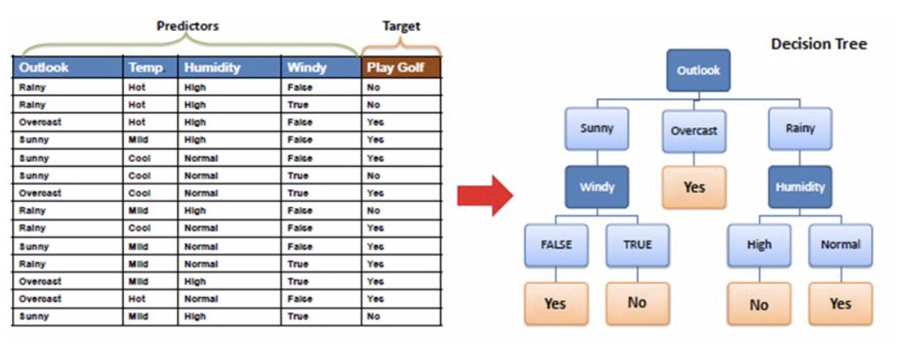 Predictors Target
Outlook Temp. Humidity Windy Play Golf
Rainy Hot High False No
Rainy Hot High True No
Overcast Hot High False Yes
Sunny Mild High False Yes
Sunny Cool Normal False Yes
Sunny Cool Normal True No
Overcast Cool Normal True Yes
Rainy Mild High False No
Rainy Cool Normal False Yes
Sunny Mild Normal False Yes
Rainy Mild Normal True Yes
Overcast Mild High True Yes
Overcast Hot Normal False Yes
Sunny Mild High True No
Decision Tree
Outlook
Sunny Overcast Rainy
Windy Yes Humidity
FALSE TRUE High Normal
Yes No No Yes